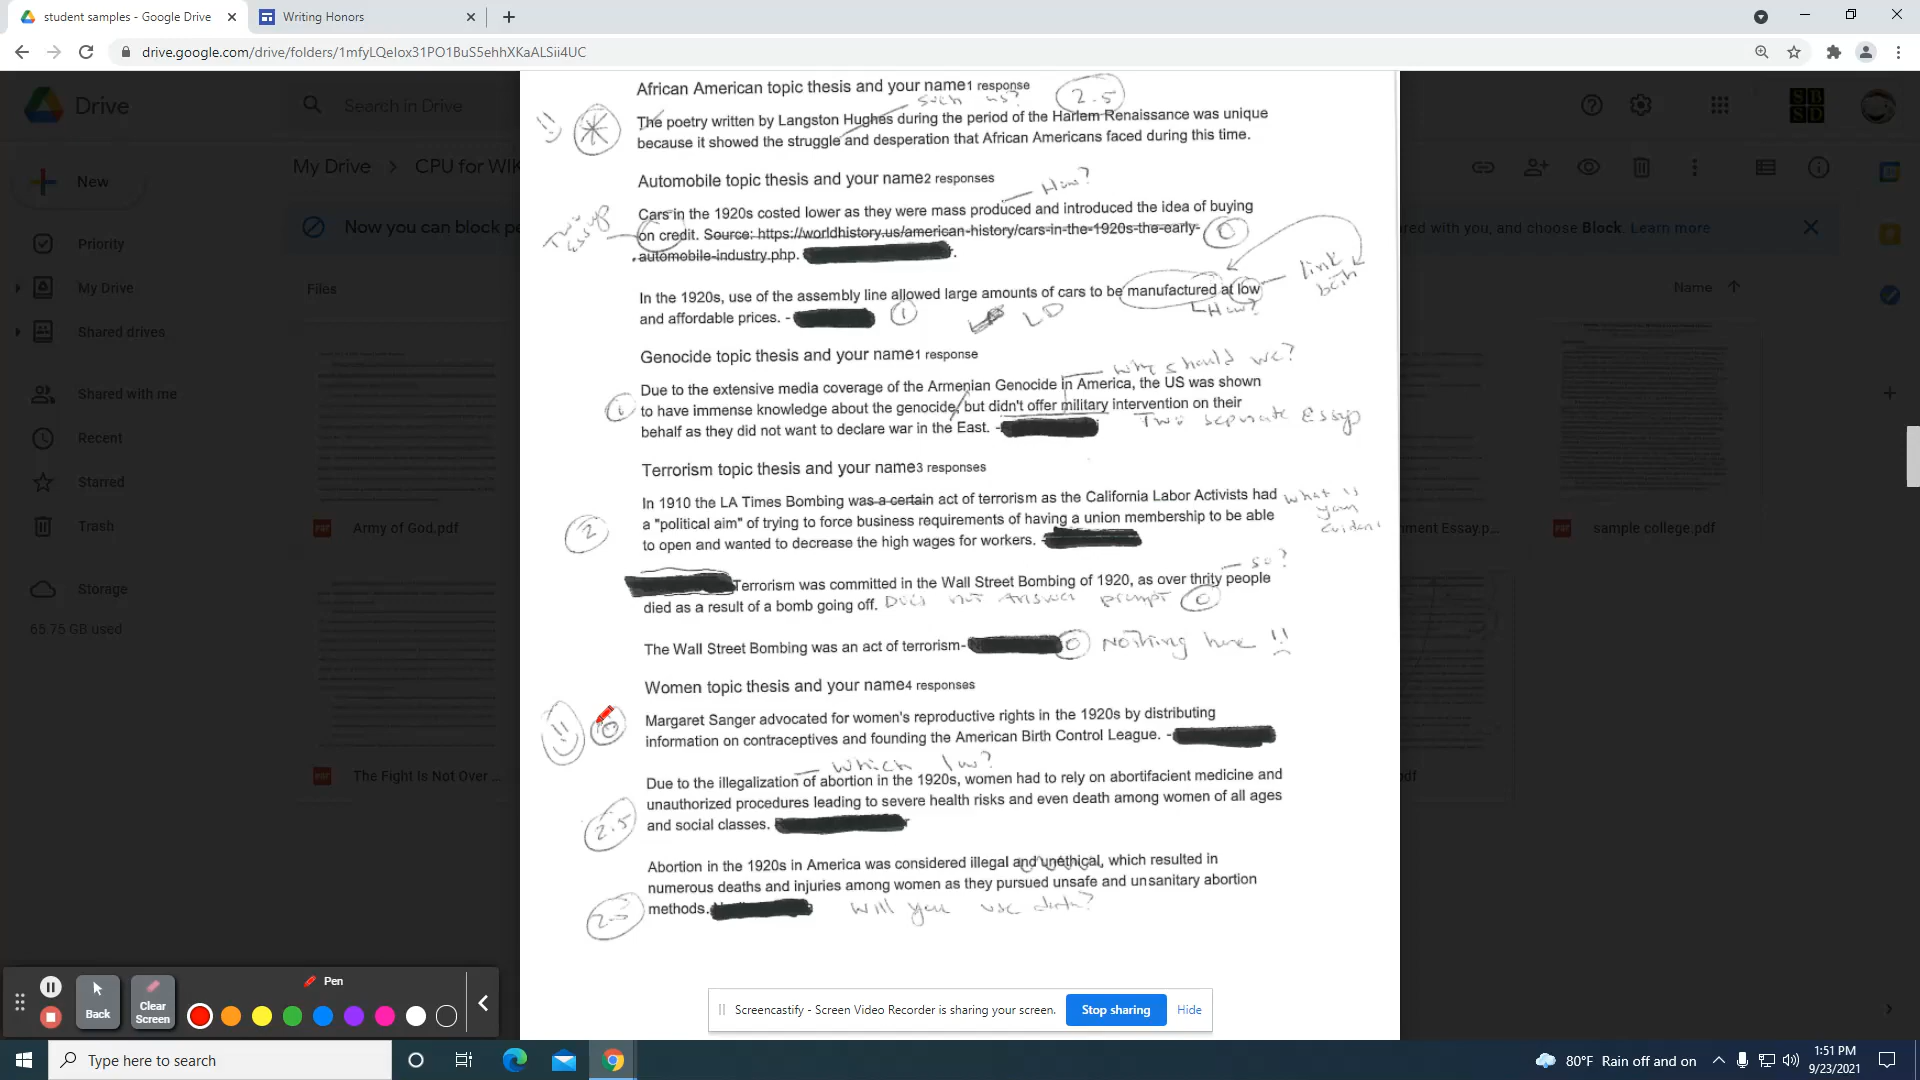 student samples - Google Drive
Writing Honors
drive.google.com/drive/folders/1mfyLQeIox31PO1BuS5ehhXKaALSii4UC
Drive
Search in Drive
My Drive > CPU for WIK
New
Now you can block pe
ared with you, and choose Block. Learn more
Priority
My Drive
Shared drives
Shared with me
Recent
Starred
Trash
Storage
65.75 GB used
Files
Name
Army of God.pdf
nment Essay.p...
sample college.pdf
The Fight Is Not Over ...
.pdf
African American topic thesis and your name1 response
such as?
2.5
The poetry written by Langston Hughes during the period of the Harlem Renaissance was unique
because it showed the struggle and desperation that African Americans faced during this time.
Automobile topic thesis and your name2 responses
How?
Two Essays
Cars in the 1920s costed lower as they were mass produced and introduced the idea of buying
on credit. Source: https://worldhistory.us/american-history/cars-in-the-1920s-the-early-
automobile-industry.php.
0
link
both
In the 1920s, use of the assembly line allowed large amounts of cars to be manufactured at low
and affordable prices. -
1
LD
How?
Genocide topic thesis and your name1 response
Why should we?
Due to the extensive media coverage of the Armenian Genocide in America, the US was shown
to have immense knowledge about the genocide, but didn't offer military intervention on their
behalf as they did not want to declare war in the East. -
1
Two separate Essays
Terrorism topic thesis and your name3 responses
In 1910 the LA Times Bombing was a certain act of terrorism as the California Labor Activists had
a "political aim" of trying to force business requirements of having a union membership to be able
to open and wanted to decrease the high wages for workers. -
2
what is
your
so?
Terrorism was committed in the Wall Street Bombing of 1920, as over thrity people
died as a result of a bomb going off. Does not answer prompt 0
The Wall Street Bombing was an act of terrorism- 0 Nothing here
Women topic thesis and your name4 responses
Margaret Sanger advocated for women's reproductive rights in the 1920s by distributing
information on contraceptives and founding the American Birth Control League. -
which law?
Due to the illegalization of abortion in the 1920s, women had to rely on abortifacient medicine and
unauthorized procedures leading to severe health risks and even death among women of all ages
and social classes.
2.5
Abortion in the 1920s in America was considered illegal and unethical, which resulted in
numerous deaths and injuries among women as they pursued unsafe and unsanitary abortion
methods.
2.5
Will you use data?
Pen
Back
Clear
Screen
Screencastify - Screen Video Recorder is sharing your screen.
Stop sharing
Hide
Type here to search
80°F Rain off and on
1:51 PM
9/23/2021